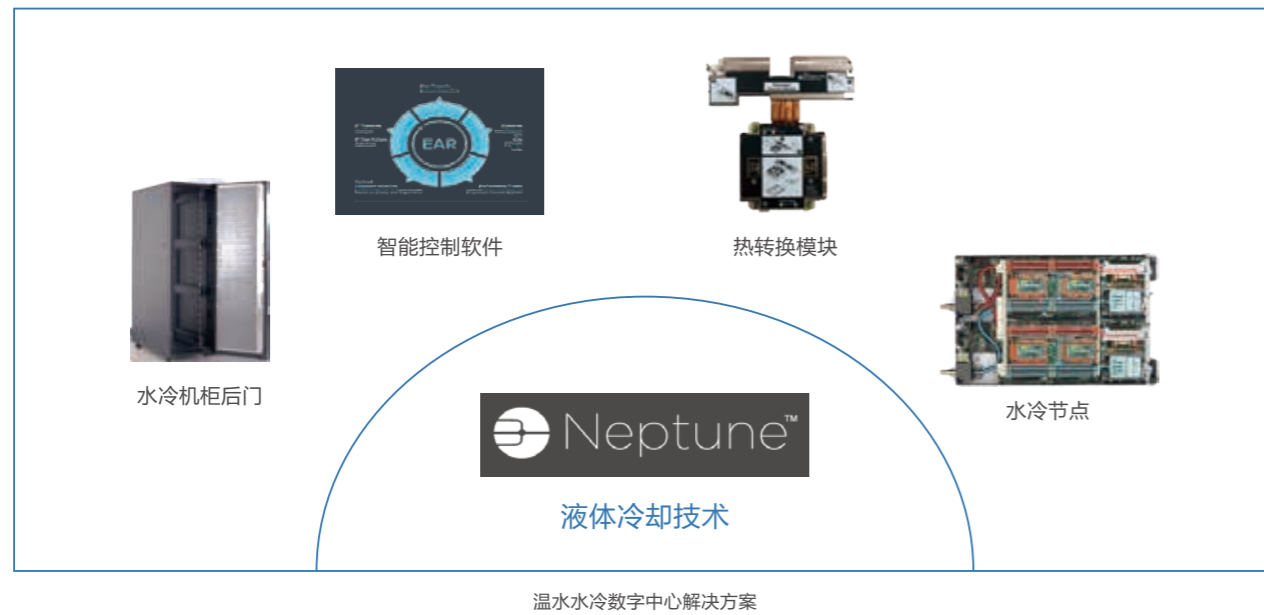 EAR
智能控制软件
热转换模块
水冷机柜后门
水冷节点
Neptune™
液体冷却技术
温水水冷数字中心解决方案